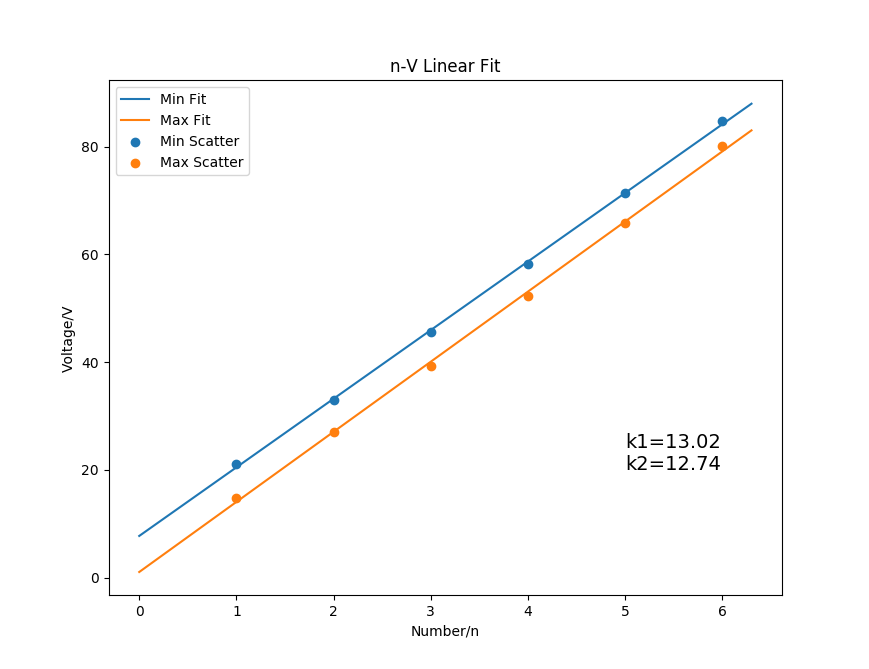 n-V Linear Fit
Min Fit
Max Fit
Min Scatter
Max Scatter
80
60
40
20
0
Voltage/V
k1=13.02
k2=12.74
0 1 2 3 4 5 6
Number/n